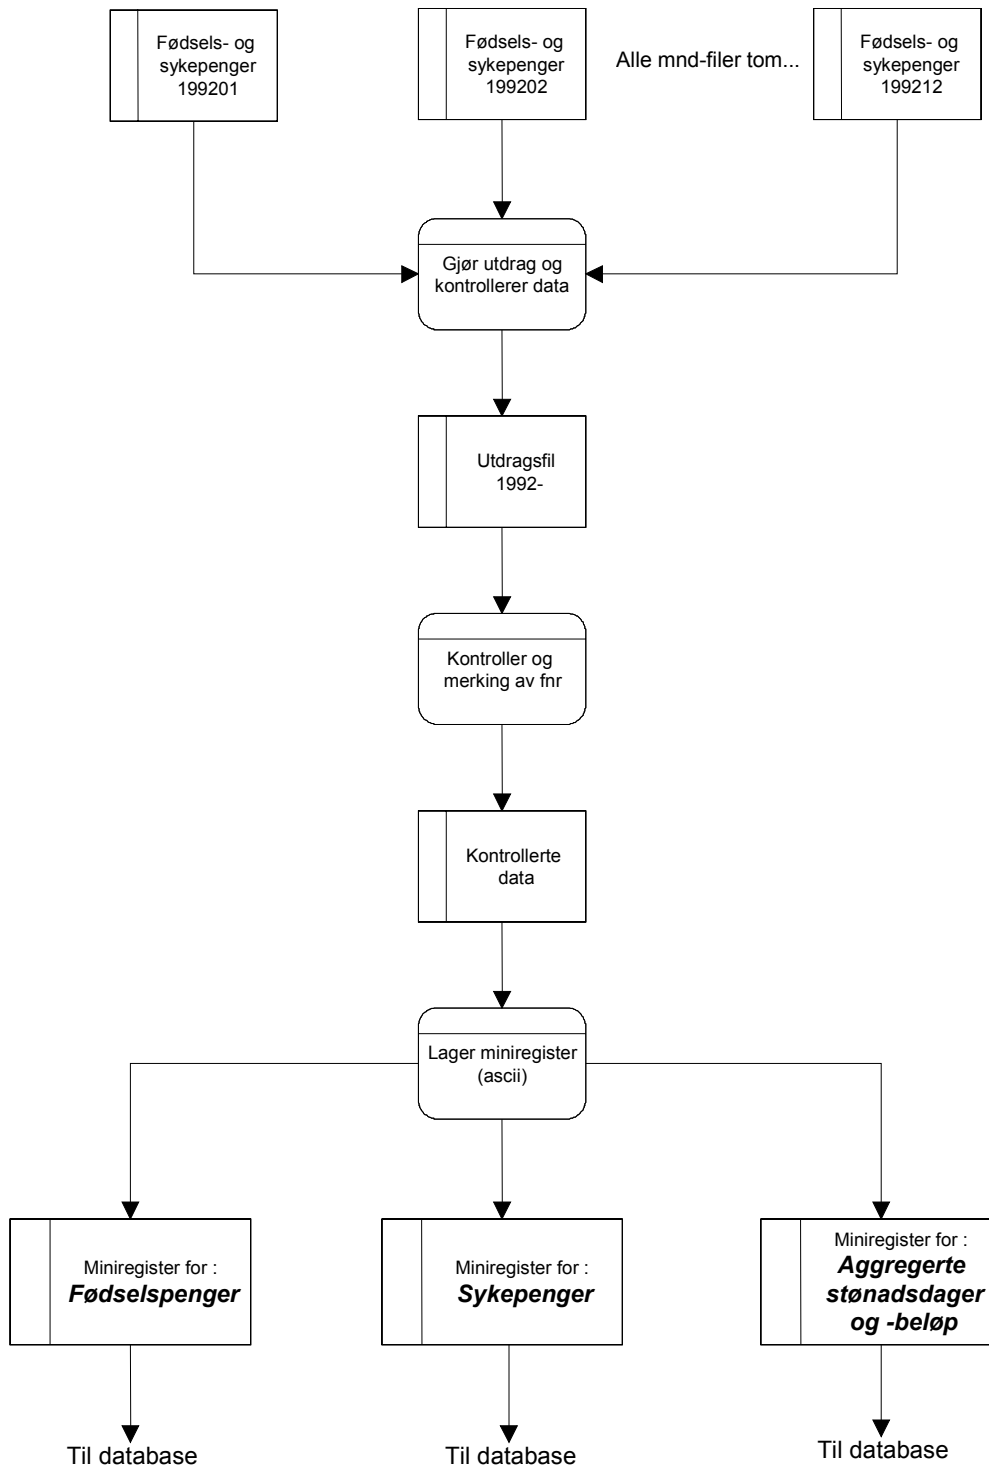 Fødsels- og
sykepenger
199201
Fødsels- og
sykepenger
199202
Alle mnd-filer tom...
Fødsels- og
sykepenger
199212
Gjør utdrag og
kontrollerer data
Utdragsfil
1992-
Kontroller og
merking av fnr
Kontrollerte
data
Lager miniregister
(ascii)
Miniregister for :
Fødselspenger
Miniregister for :
Sykepenger
Miniregister for :
Aggregerte
stønadsdager
og -beløp
Til database
Til database
Til database